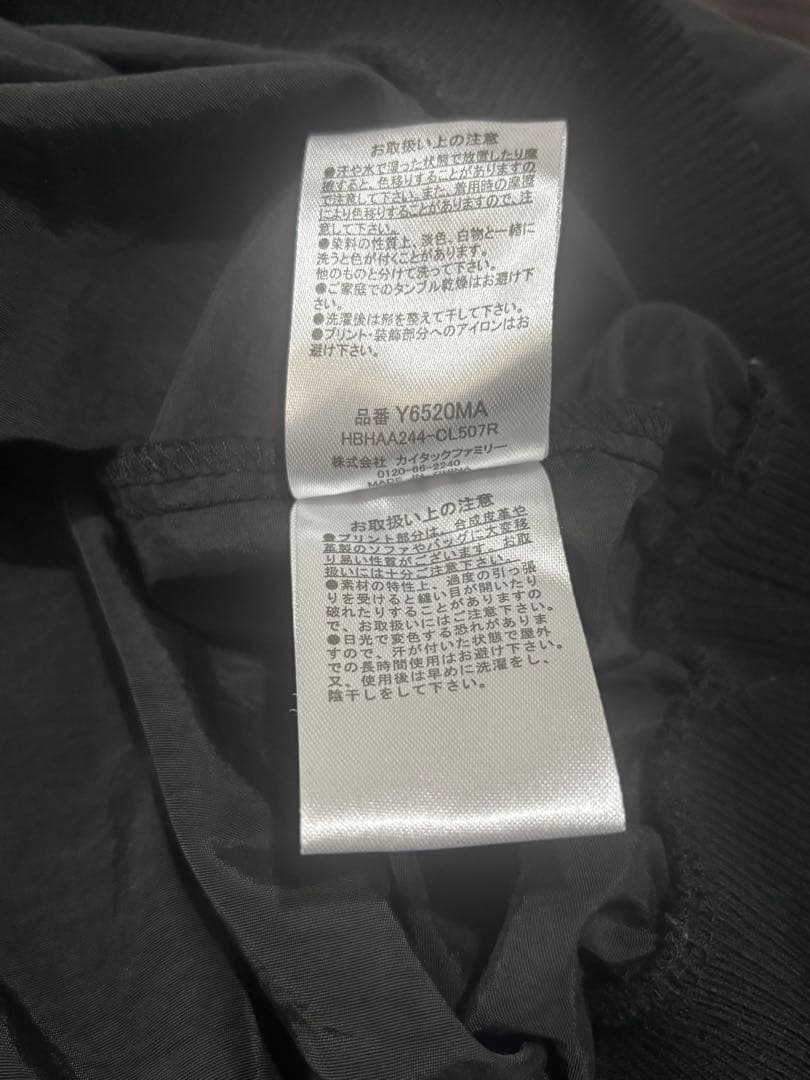 お取扱い上の注意
●汗や水で湿った状態で放置したり摩
擦すると、色移りすることがありますの
で注意して下さい。また、着用時の摩擦
により色移りすることがありますので、注
意して下さい。
●染料の性質上、淡色、白物と一緒に
洗うと色が付くことがあります。
他のものと分けて洗って下さい。
●ご家庭でのタンブル乾燥はお避け下
さい。
●洗濯後は形を整えて干して下さい。
●プリント・装飾部分へのアイロンはお
避け下さい。
品番 Y6520MA
HBHAA244-CL507R
株式会社 カイタックファミリー
0120-66-2240
MADE IN CHINA
お取扱い上の注意
●プリント部分は、合成皮革や
革製のソファやバッグに大変移
り易い性質がございます。お取
扱いには十分ご注意下さい。
●素材の特性上、過度の引っ張
りを受けると縫い目が開いたり
破れたりすることがありますの
で、お取扱いにはご注意下さい。
●日光で変色する恐れがありま
すので、汗が付いた状態で屋外
での長時間使用はお避け下さい。
又、使用後は早めに洗濯をし、
陰干しをして下さい。